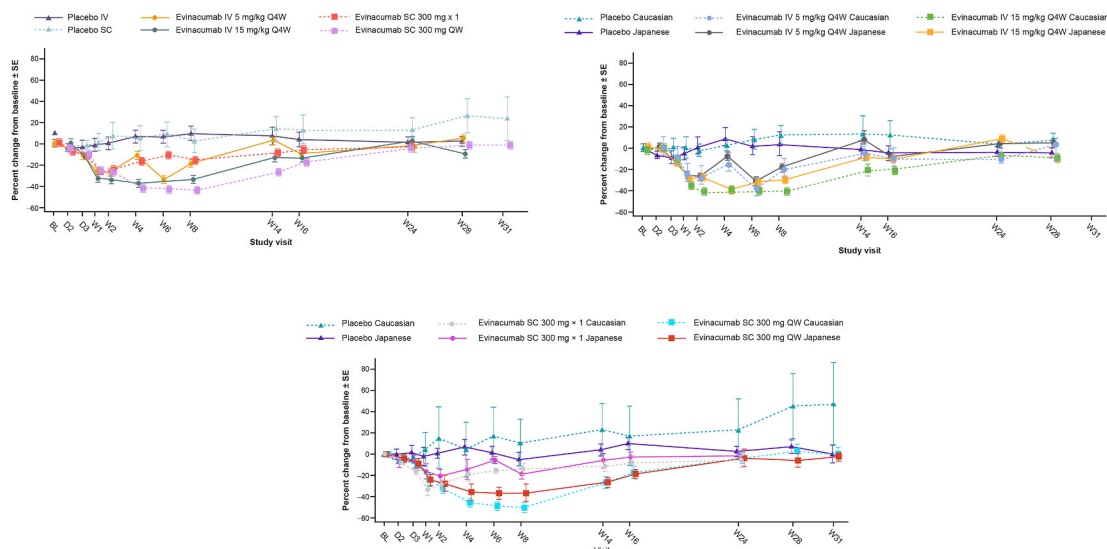 Placebo IV
Placebo SC
Evinacumab IV 5 mg/kg Q4W
Evinacumab IV 15 mg/kg Q4W
Evinacumab SC 300 mg x 1
Evinacumab SC 300 mg QW
Percent change from baseline ± SE
80
60
40
20
0
−20
−40
−60
BL D2 D3 W1 W2 W4 W6 W8 W14 W16 W24 W28 W31
Study visit
Placebo Caucasian
Placebo Japanese
Evinacumab IV 5 mg/kg Q4W Caucasian
Evinacumab IV 5 mg/kg Q4W Japanese
Evinacumab IV 15 mg/kg Q4W Caucasian
Evinacumab IV 15 mg/kg Q4W Japanese
Percent change from baseline ± SE
80
60
40
20
0
−20
−40
−60
BL D2 D3 W1 W2 W4 W6 W8 W14 W16 W24 W28 W31
Placebo Caucasian
Placebo Japanese
Evinacumab SC 300 mg × 1 Caucasian
Evinacumab SC 300 mg × 1 Japanese
Evinacumab SC 300 mg QW Caucasian
Evinacumab SC 300 mg QW Japanese
Percent change from baseline ± SE
80
60
40
20
0
−20
−40
−60
BL D2 D3 W1 W2 W4 W6 W8 W14 W16 W24 W28 W31